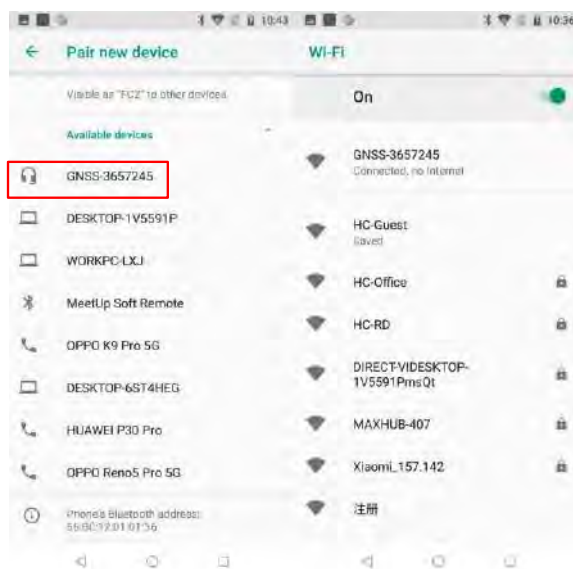 10:43
Pair new device
Visible as "FC2" to other devices
Available devices
GNSS-3657245
DESKTOP-1V5591P
WORKPC-LXJ
MeetUp Soft Remote
OPPO K9 Pro 5G
DESKTOP-6ST4HEG
HUAWEI P30 Pro
OPPO Reno5 Pro 5G
Phone's Bluetooth address:
10:36
Wi-Fi
On
GNSS-3657245
Connected, no Internet
HC-Guest
Saved
HC-Office
HC-RD
DIRECT-VIDESKTOP-
1V5591PmsQt
MAXHUB-407
Xiaomi_157.142
注册